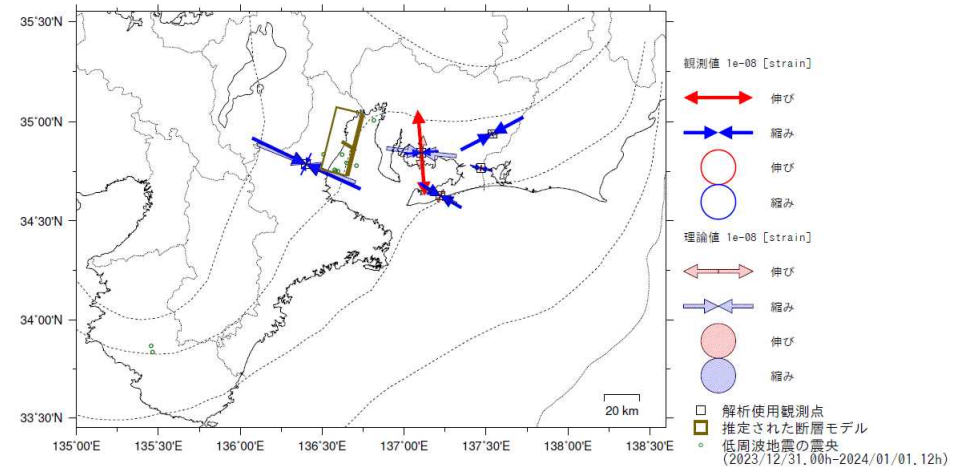 35°30'N
35°00'N
34°30'N
34°00'N
33°30'N
135°00'E 135°30'E 136°00'E 136°30'E 137°00'E 137°30'E 138°00'E 138°30'E
20 km
観測値 1e-08 [strain]
伸び
縮み
伸び
縮み
理論値 1e-08 [strain]
伸び
縮み
伸び
縮み
解析使用観測点
推定された断層モデル
低周波地震の震央
(2023/12/31.00h-2024/01/01.12h)